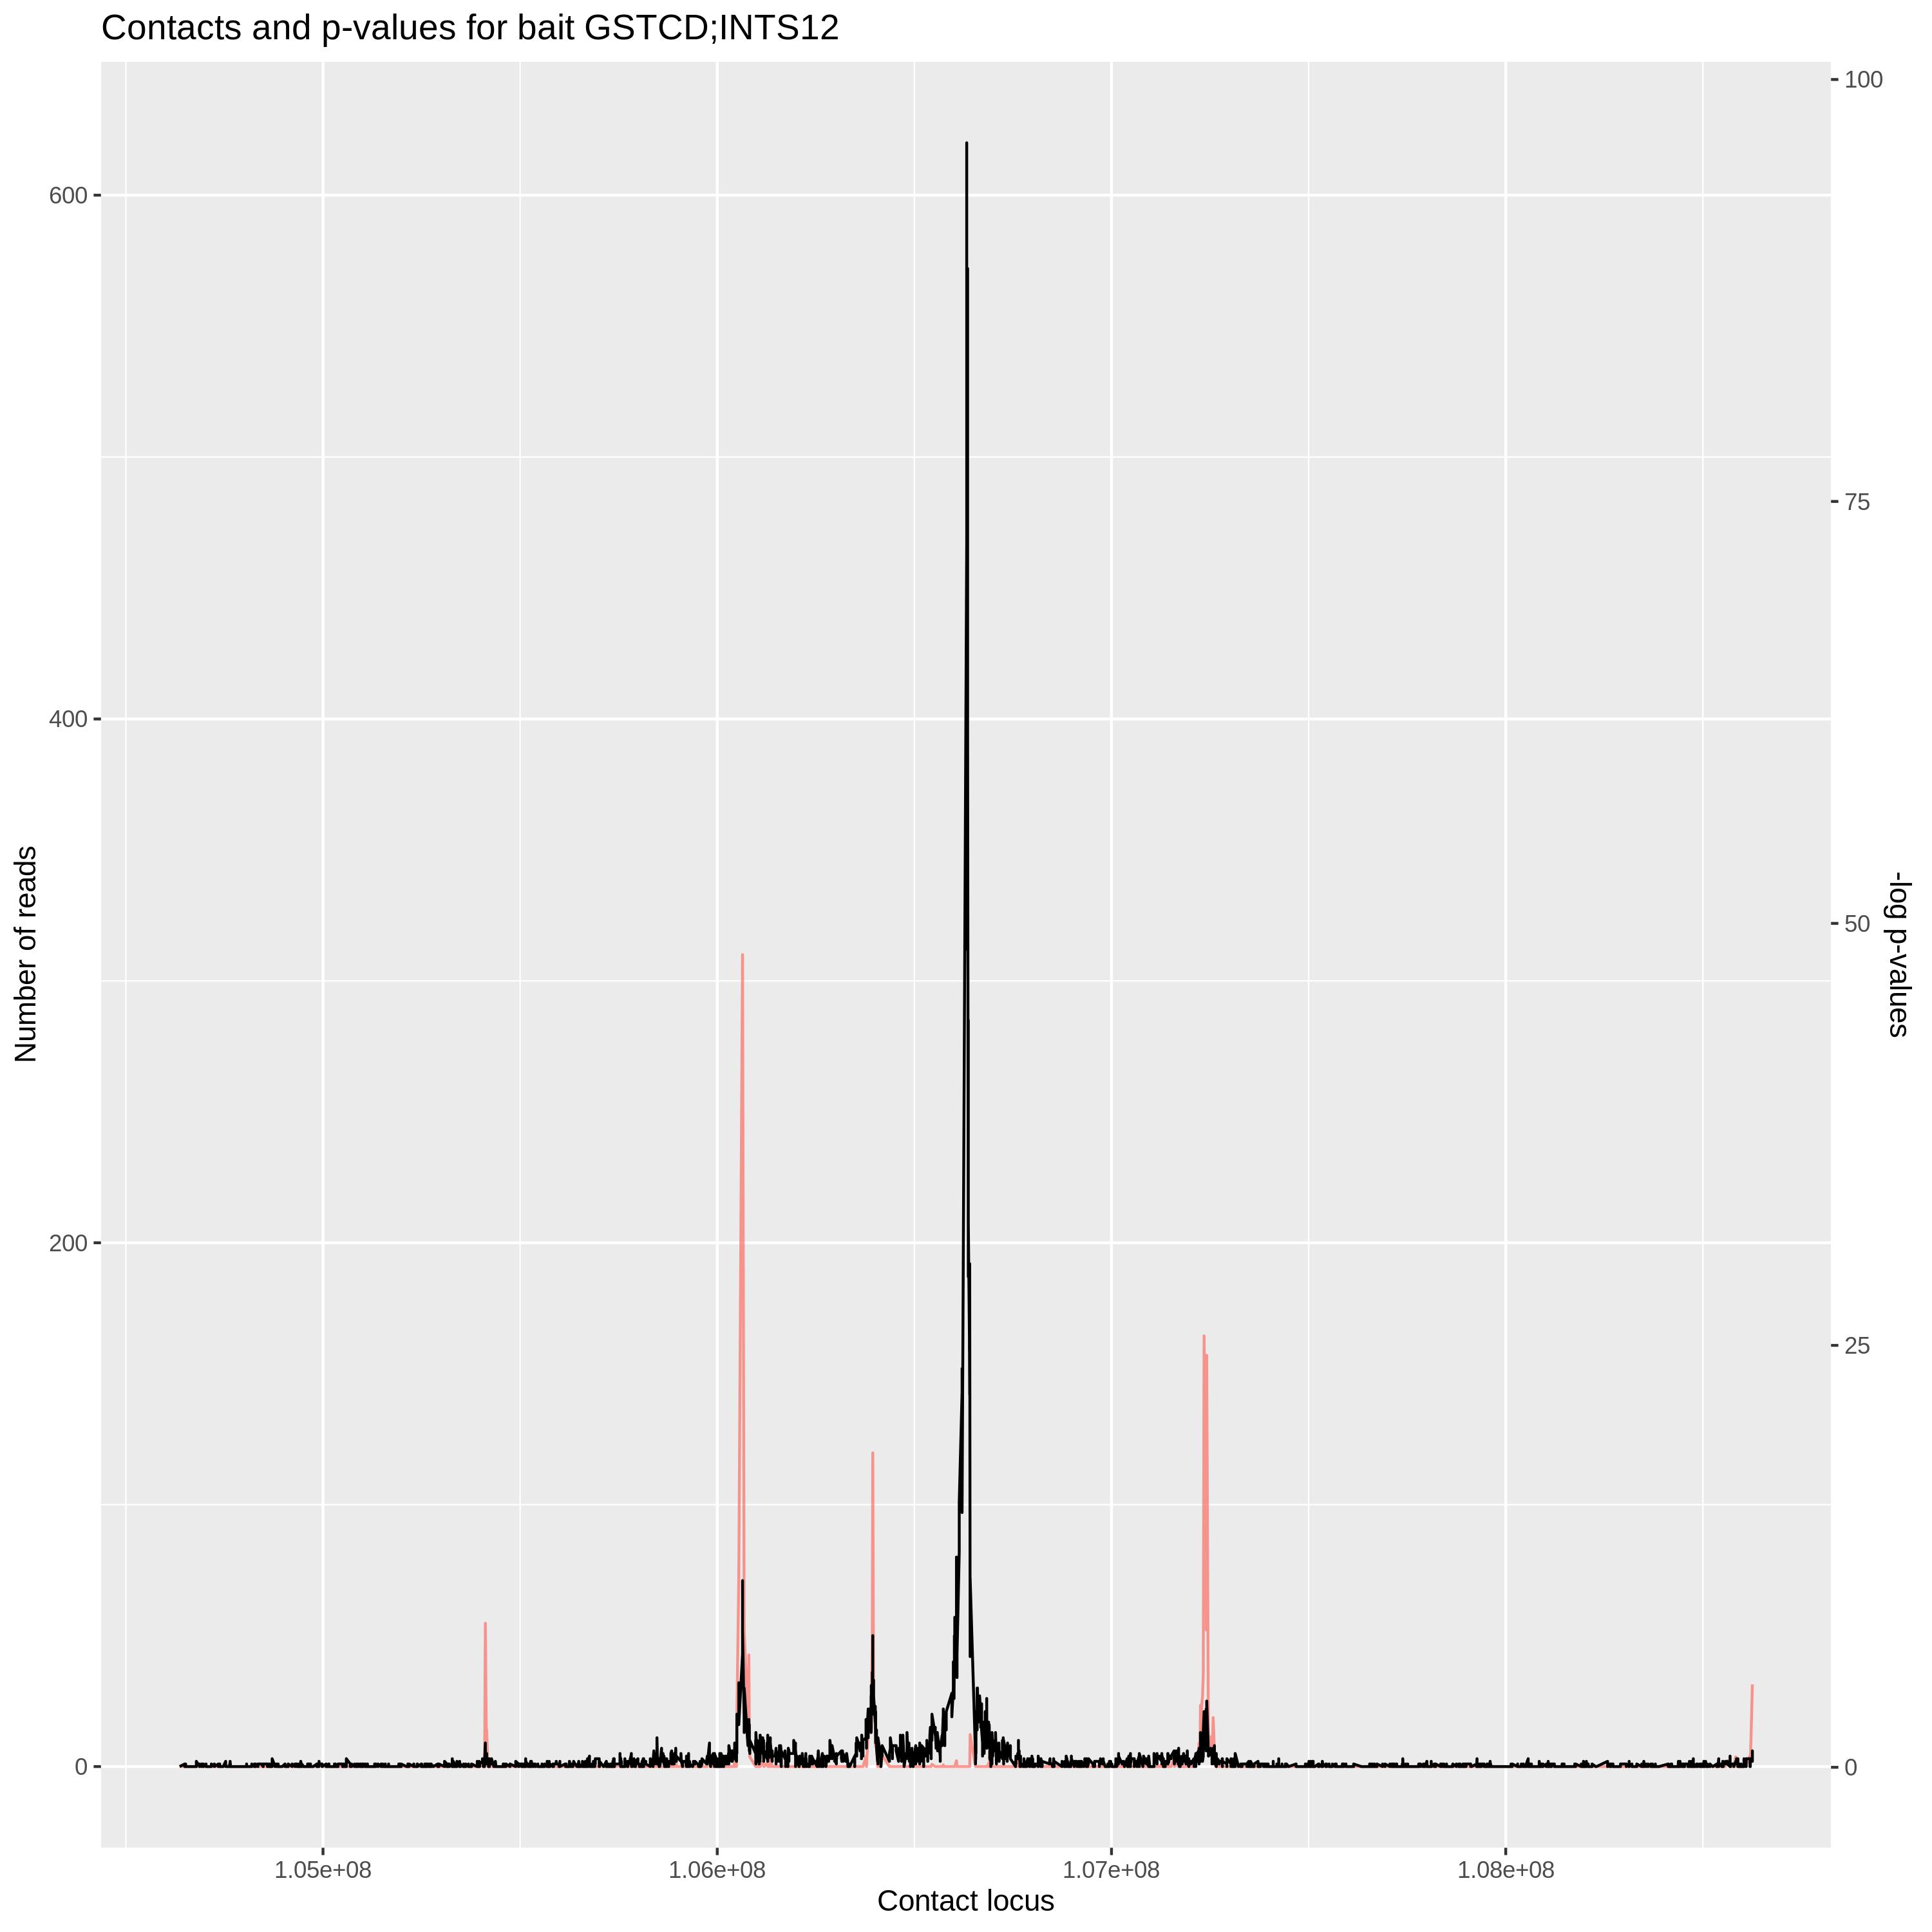 Contacts and p-values for bait GSTCD;INTS12
Number of reads
600
400
200
0
100
75
50
25
0
-log p-values
1.05e+08
1.06e+08
1.07e+08
1.08e+08
Contact locus